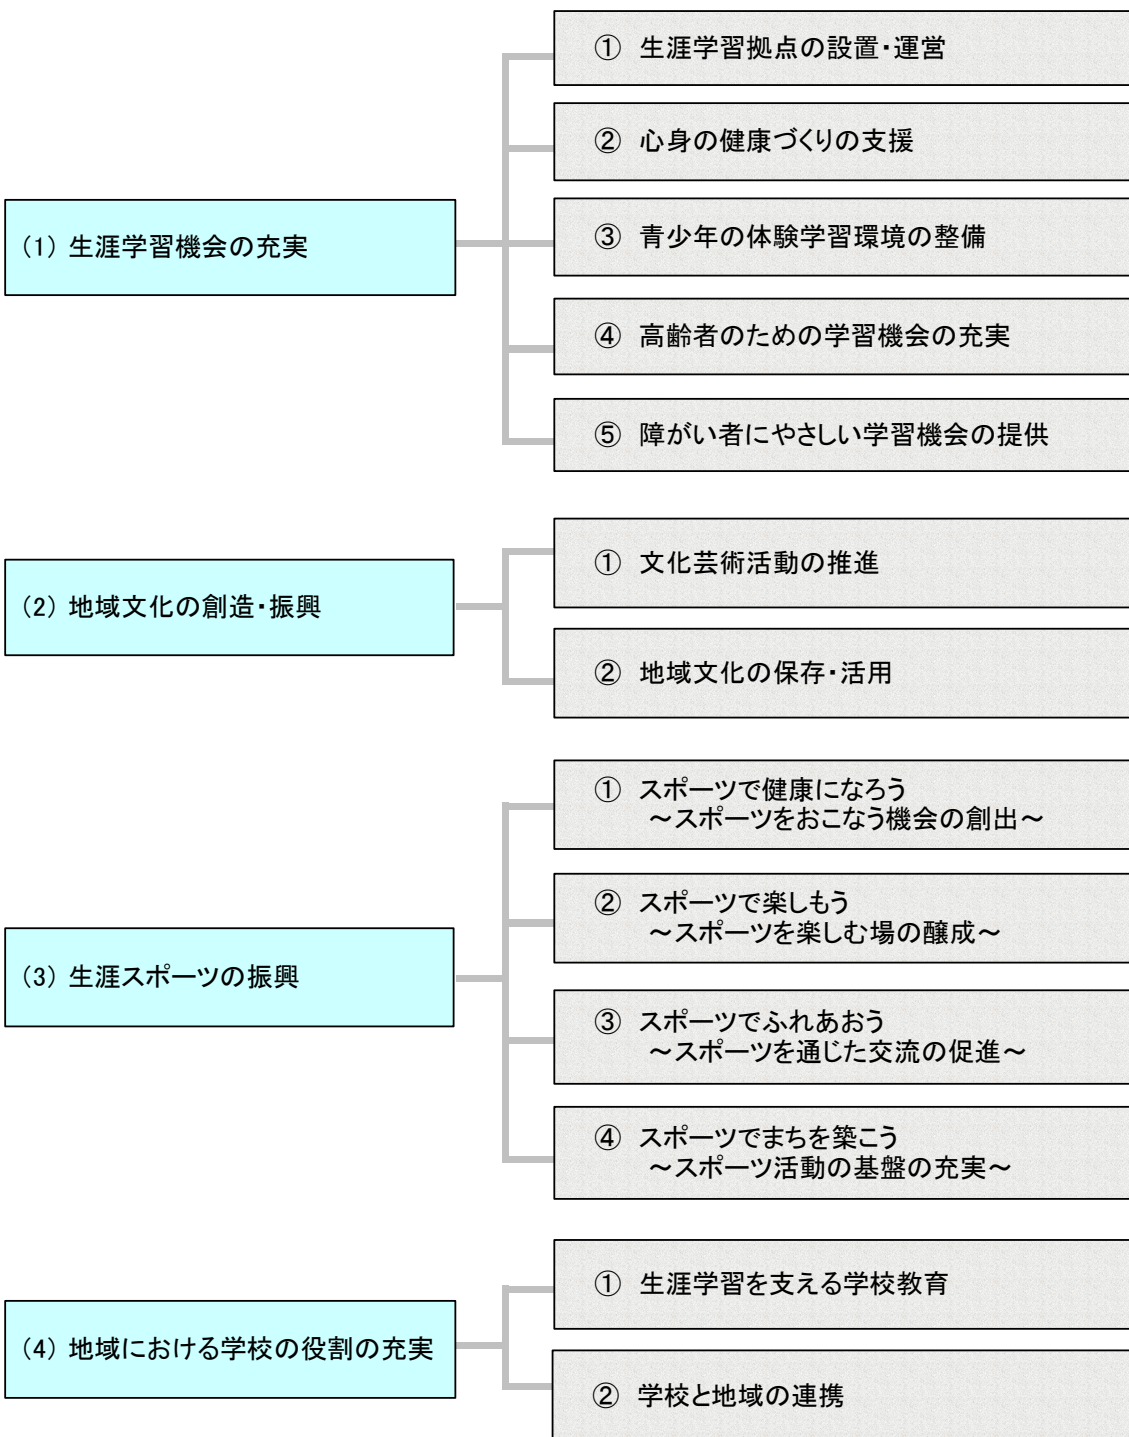 (1) 生涯学習機会の充実
① 生涯学習拠点の設置・運営
② 心身の健康づくりの支援
③ 青少年の体験学習環境の整備
④ 高齢者のための学習機会の充実
⑤ 障がい者にやさしい学習機会の提供
(2) 地域文化の創造・振興
① 文化芸術活動の推進
② 地域文化の保存・活用
(3) 生涯スポーツの振興
① スポーツで健康になろう
～スポーツをおこなう機会の創出～
② スポーツで楽しもう
～スポーツを楽しむ場の醸成～
③ スポーツでふれあおう
～スポーツを通じた交流の促進～
④ スポーツでまちを築こう
～スポーツ活動の基盤の充実～
(4) 地域における学校の役割の充実
① 生涯学習を支える学校教育
② 学校と地域の連携